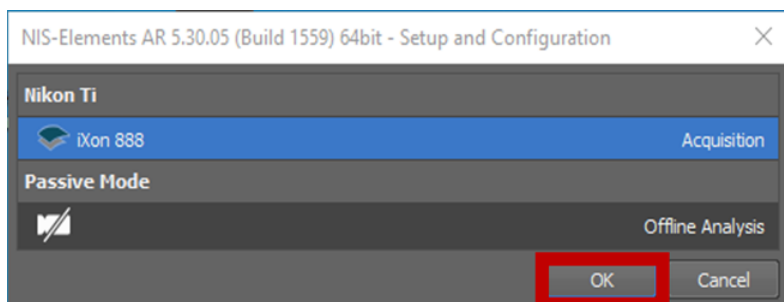 NIS-Elements AR 5.30.05 (Build 1559) 64bit - Setup and Configuration
Nikon Ti
iXon 888 Acquisition
Passive Mode
Offline Analysis
OK Cancel